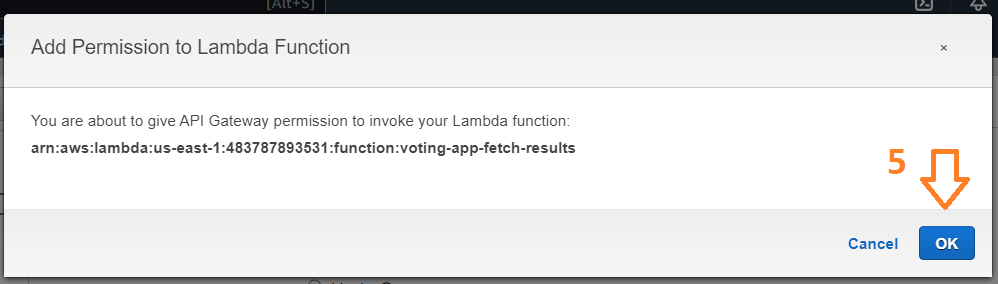 [Alt+S]
Add Permission to Lambda Function
×
You are about to give API Gateway permission to invoke your Lambda function:
arn:aws:lambda:us-east-1:483787893531:function:voting-app-fetch-results
5
Cancel
OK